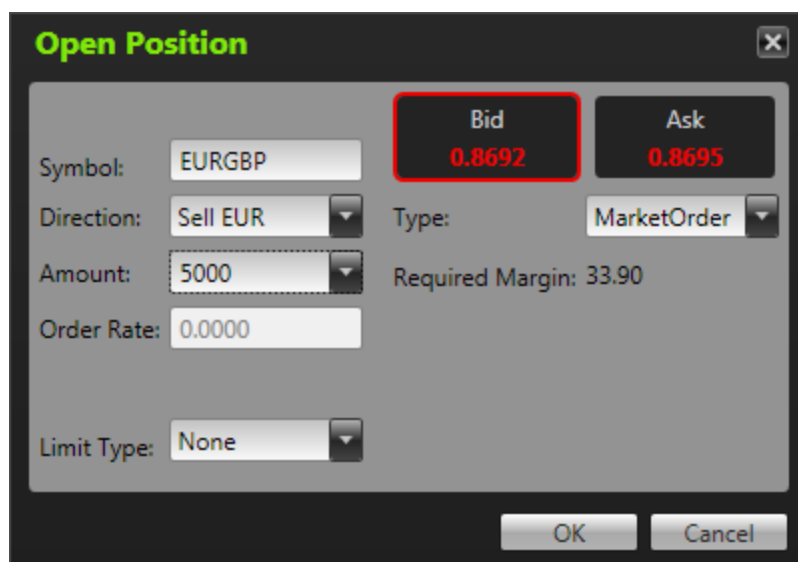 Open Position
Bid Ask
0.8692 0.8695
Symbol: EURGBP
Direction: Sell EUR Type: MarketOrder
Amount: 5000 Required Margin: 33.90
Order Rate: 0.0000
Limit Type: None
OK Cancel